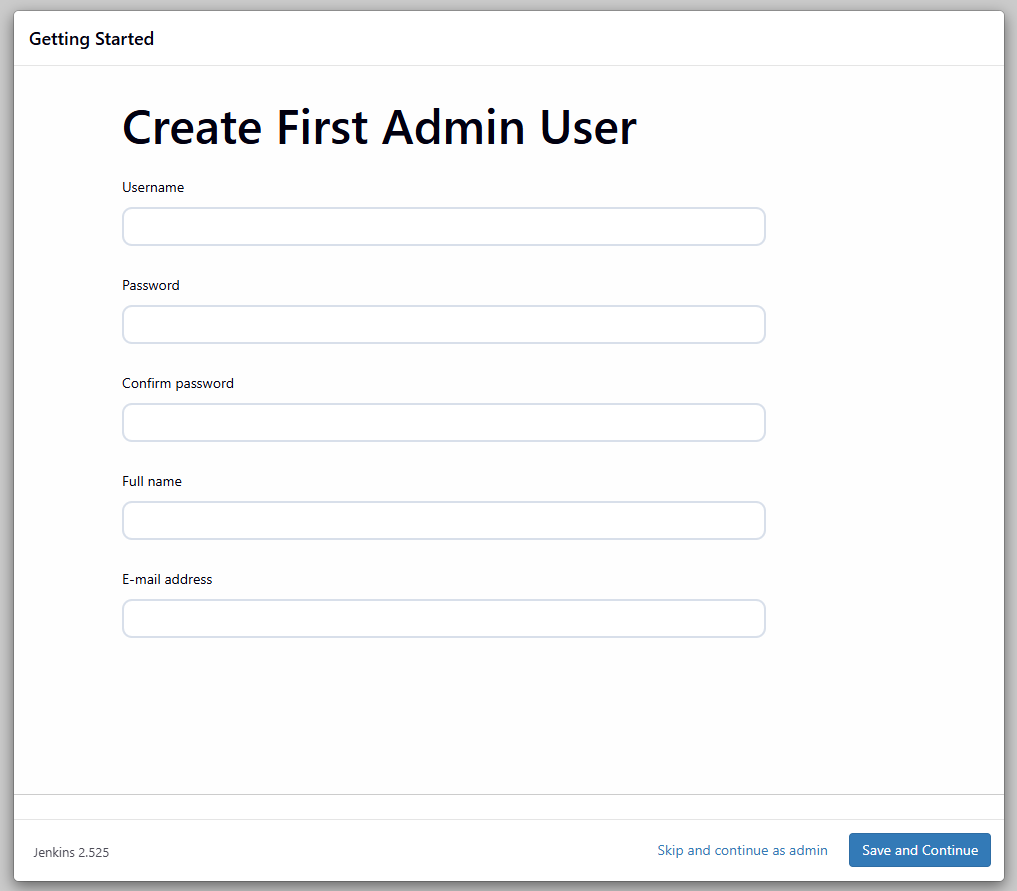 Getting Started
Create First Admin User
Username
Password
Confirm password
Full name
E-mail address
Jenkins 2.525
Skip and continue as admin
Save and Continue